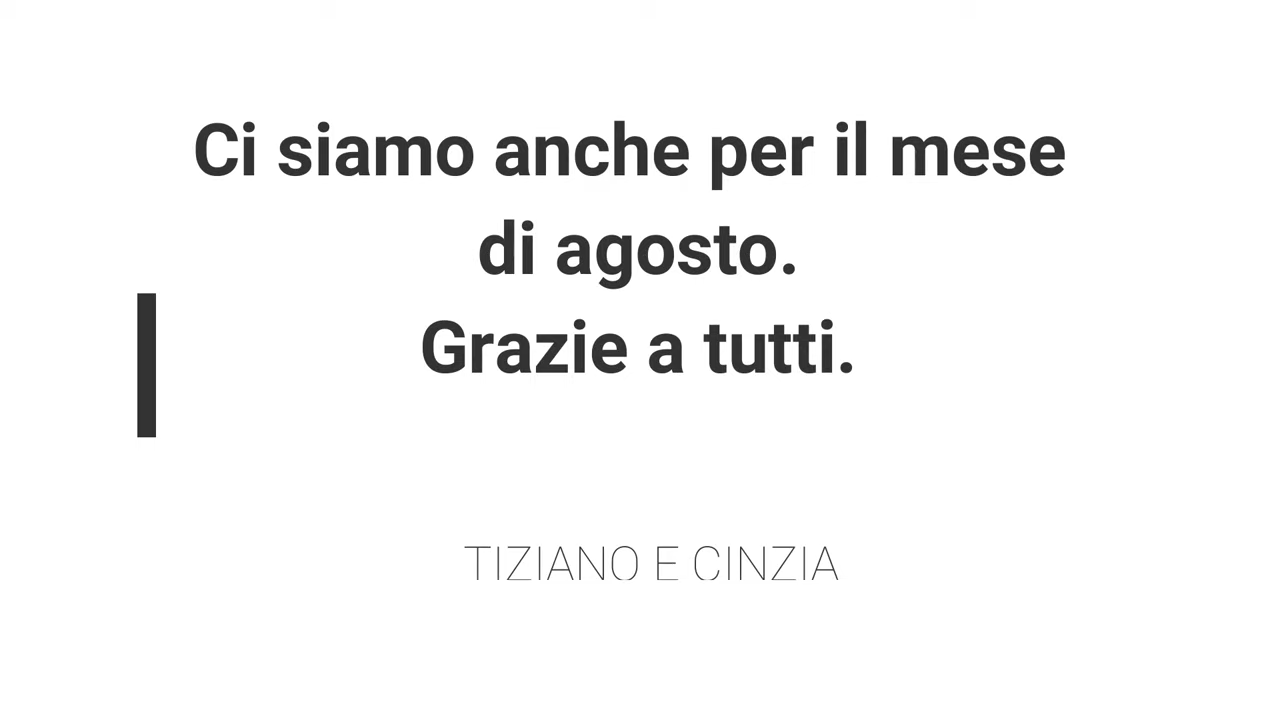 Ci siamo anche per il mese
di agosto.
Grazie a tutti.
TIZIANO E CINZIA